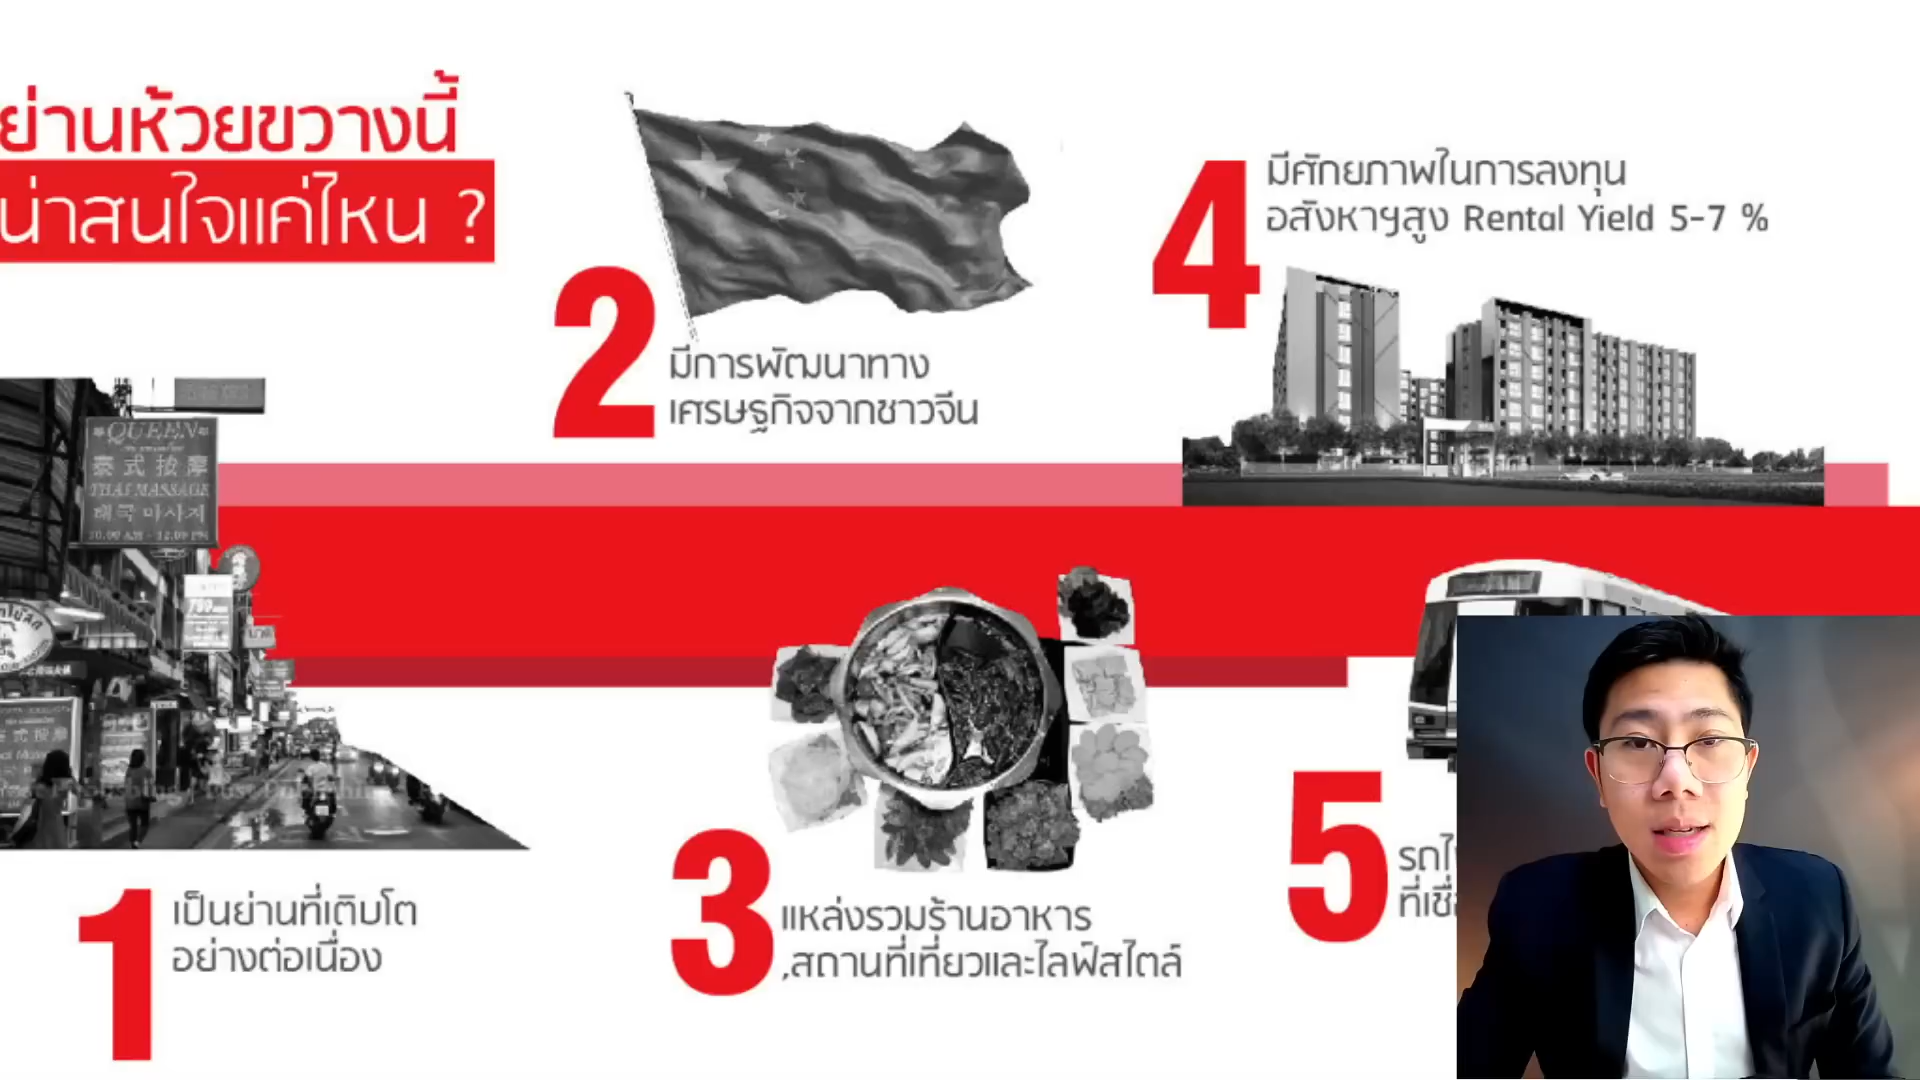 ย่านห้วยขวางนี้
น่าสนใจแค่ไหน ?
1
เป็นย่านที่เติบโต
อย่างต่อเนื่อง
2
มีการพัฒนาทาง
เศรษฐกิจจากชาวจีน
3
แหล่งรวมร้านอาหาร
,สถานที่เที่ยวและไลฟ์สไตล์
4
มีศักยภาพในการลงทุน
อสังหาฯสูง Rental Yield 5-7 %
5
ที่เชื่
QUEEN
泰式按摩
THAI MASSAGE
태국 마사지